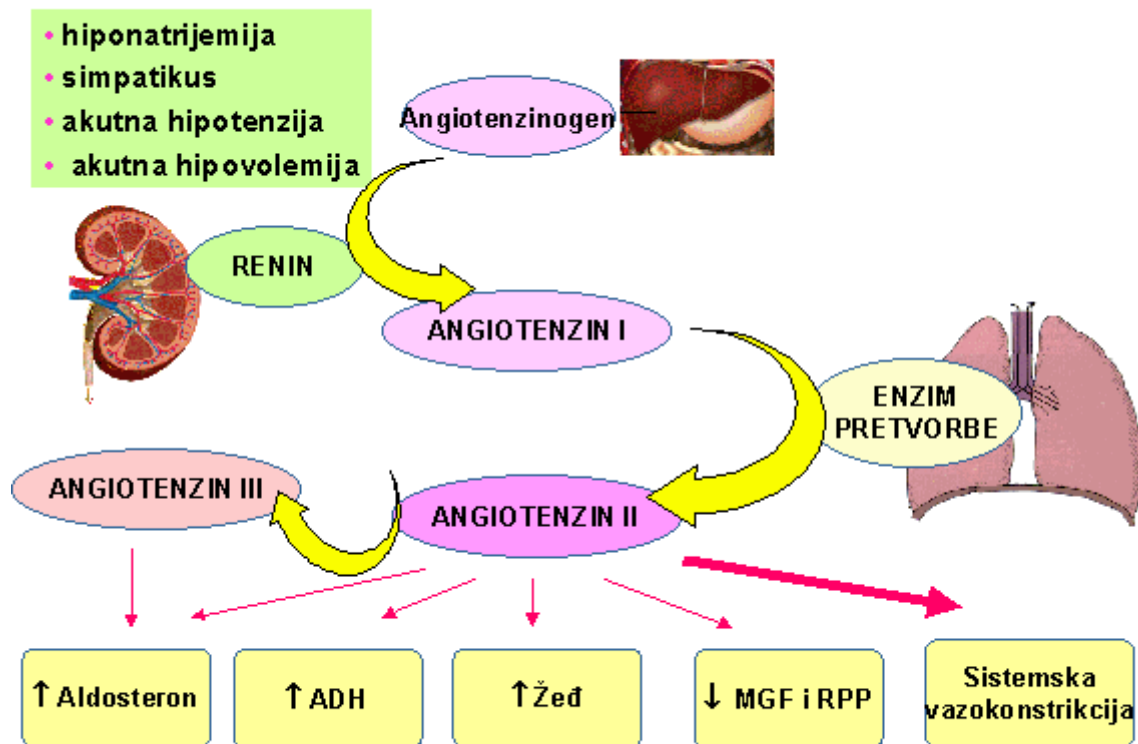 • hiponatrijemija
• simpatikus
• akutna hipotenzija
• akutna hipovolemija
Angiotenzinogen
RENIN
ANGIOTENZIN I
ENZIM
PRETVORBE
ANGIOTENZIN III
ANGIOTENZIN II
↑ Aldosteron
↑ ADH
↑ Žeđ
↓ MGF i RPP
Sistemska
vazokonstrikcija